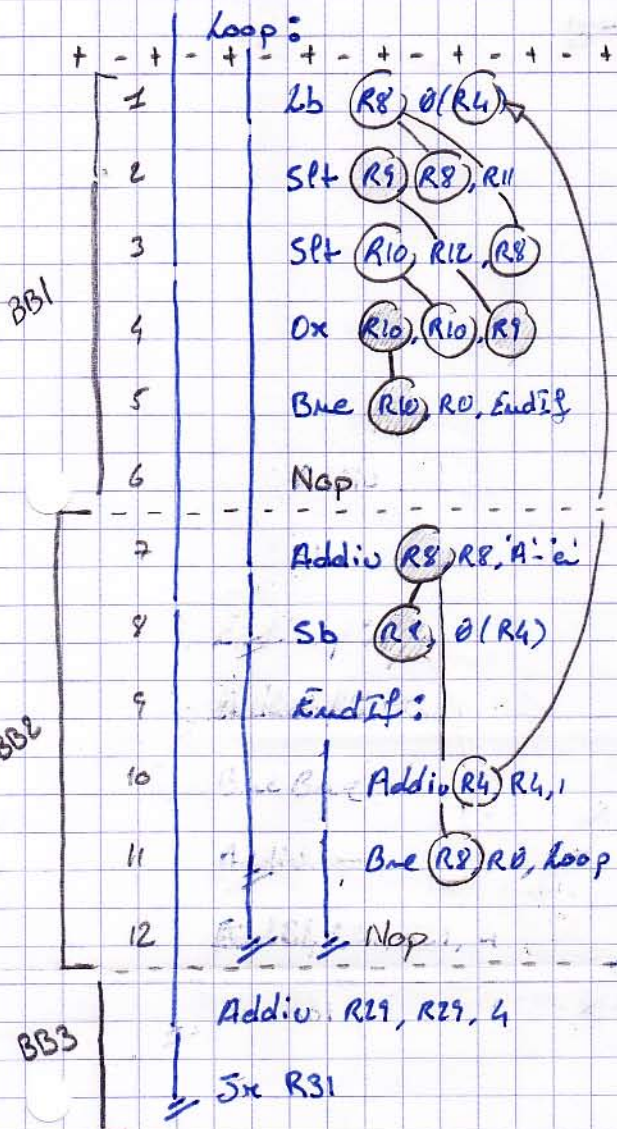 Loop:
+ - + - + - + - + - + - + - +
BB1
1 Lb R8, 0(R4)
2 Slt R9, R8, R11
3 Slt R10, R12, R8
4 Or R10, R10, R9
5 Bne R10, R0, EndIf
6 Nop
BB2
7 Addiu R8, R8, 'A'-'a'
8 Sb R8, 0(R4)
9 EndIf:
10 Addiu R4, R4, 1
11 Bne R8, R0, Loop
12 Nop
BB3
Addiu R29, R29, 4
Jr R31